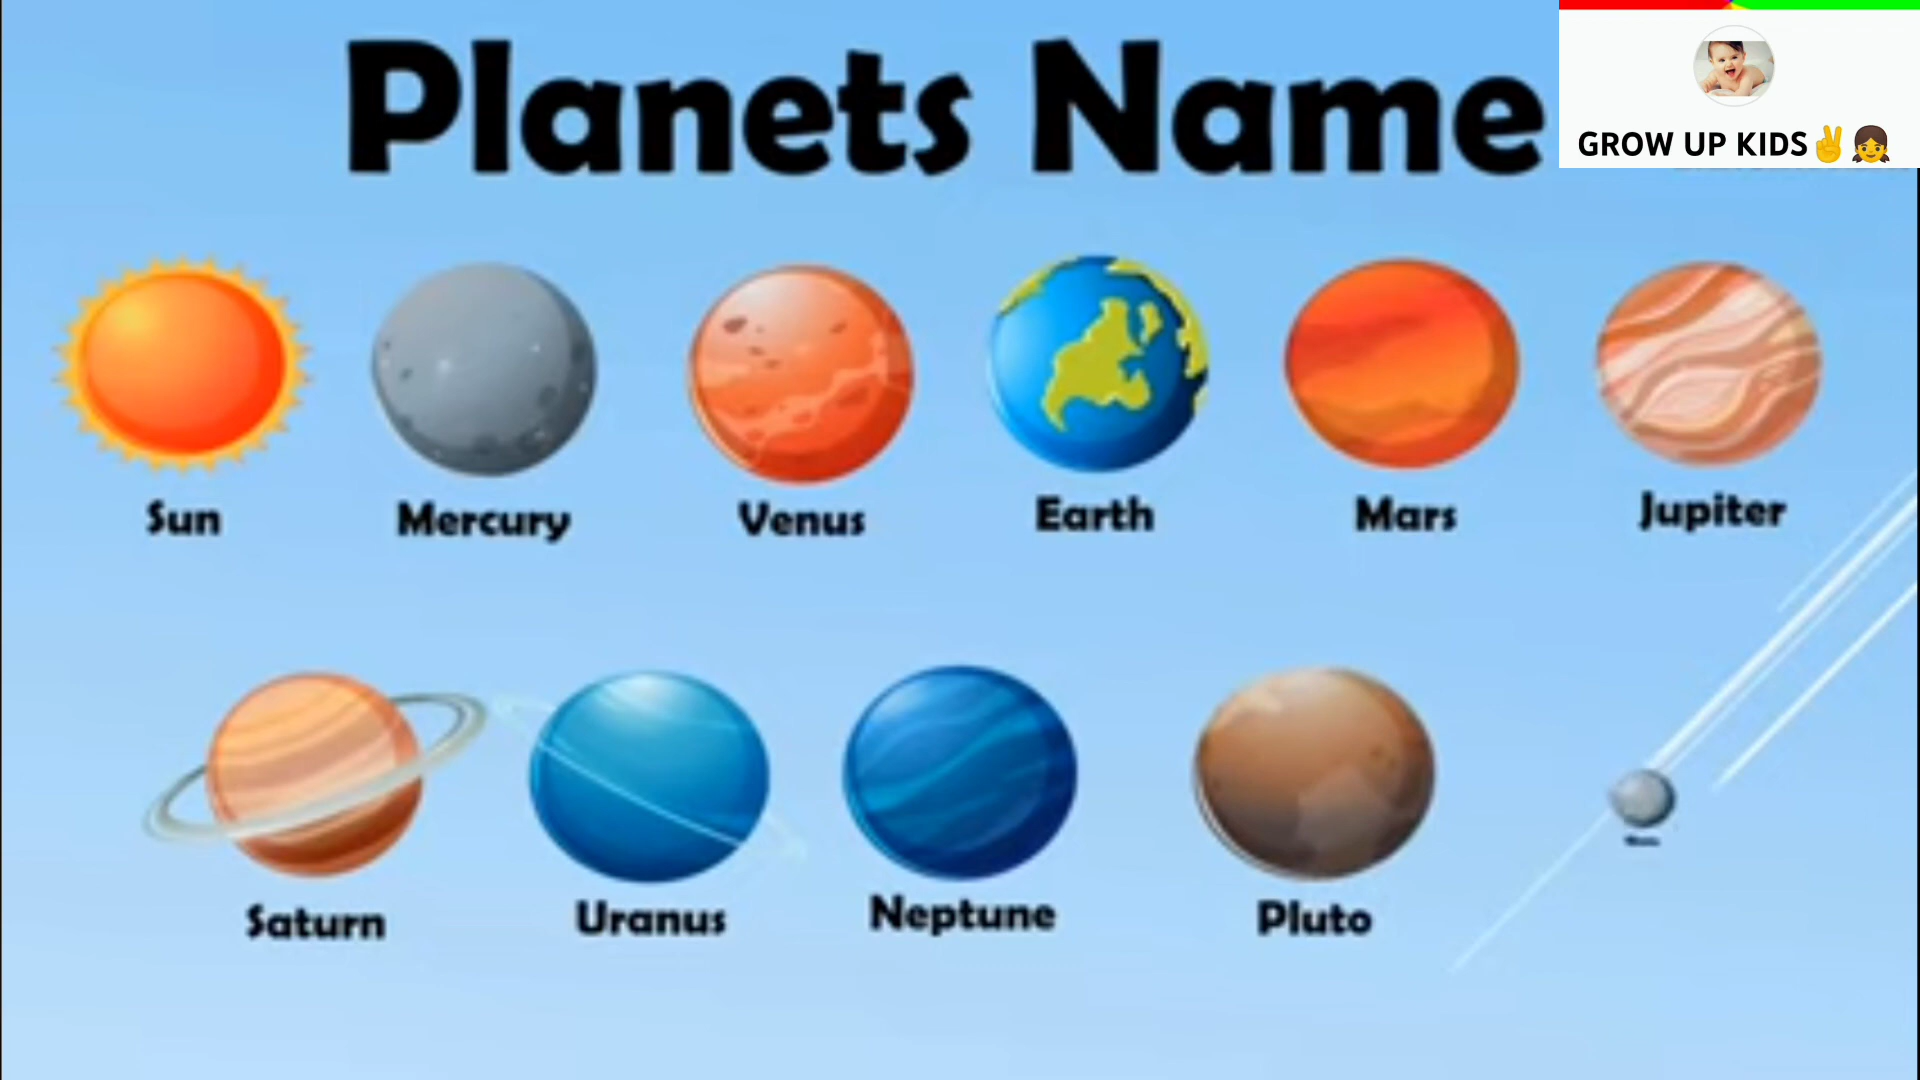 Planets Name
GROW UP KIDS✌👧
Sun
Mercury
Venus
Earth
Mars
Jupiter
Saturn
Uranus
Neptune
Pluto